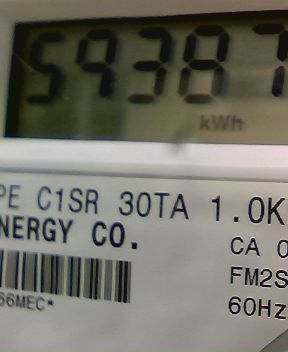 59387
kWh
PE C1SR 30TA 1.0K
NERGY CO.
CA 0
FM2S
66MEC*
60Hz